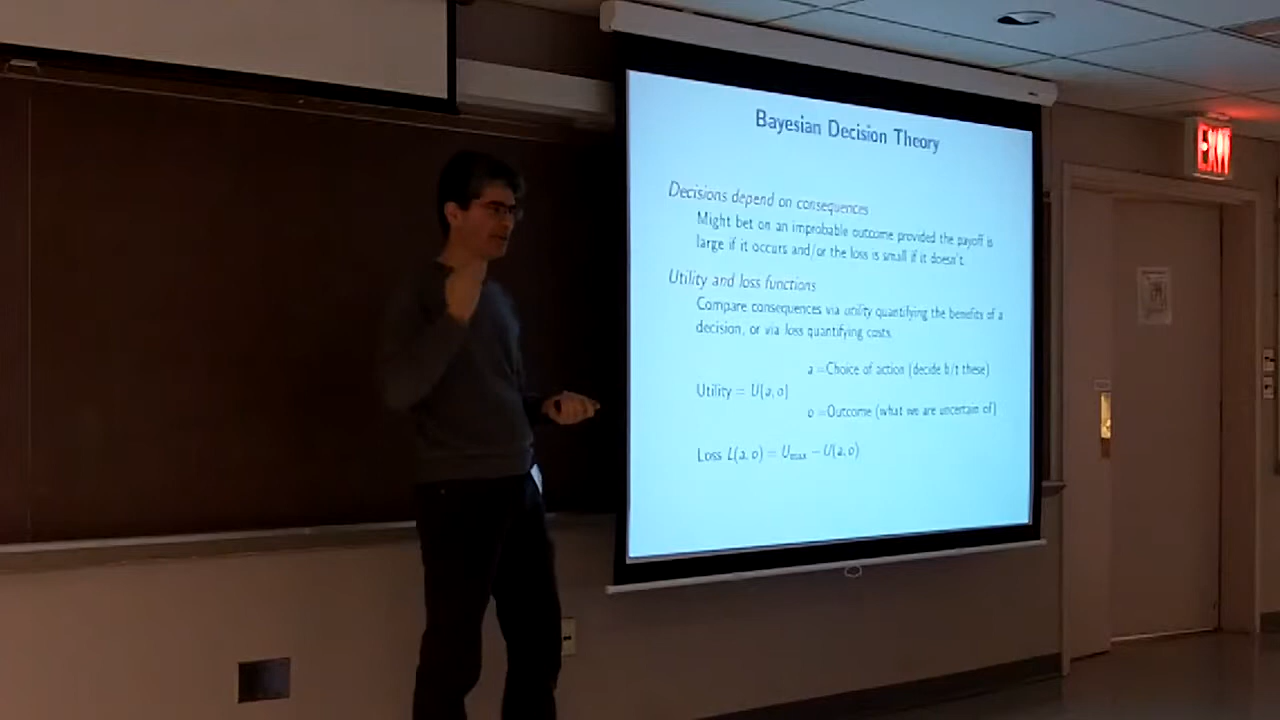 Bayesian Decision Theory
EXIT
Decisions depend on consequences
Might bet on an improbable outcome provided the payoff is
large if it occurs and/or the loss is small if it doesn't.
Utility and loss functions
Compare consequences via utility quantifying the benefits of a
decision, or via loss quantifying costs.
a =Choice of action (decide b/t these)
Utility = U(a, o)
o =Outcome (what we are uncertain of)
Loss L(a, o) = Umax − U(a, o)